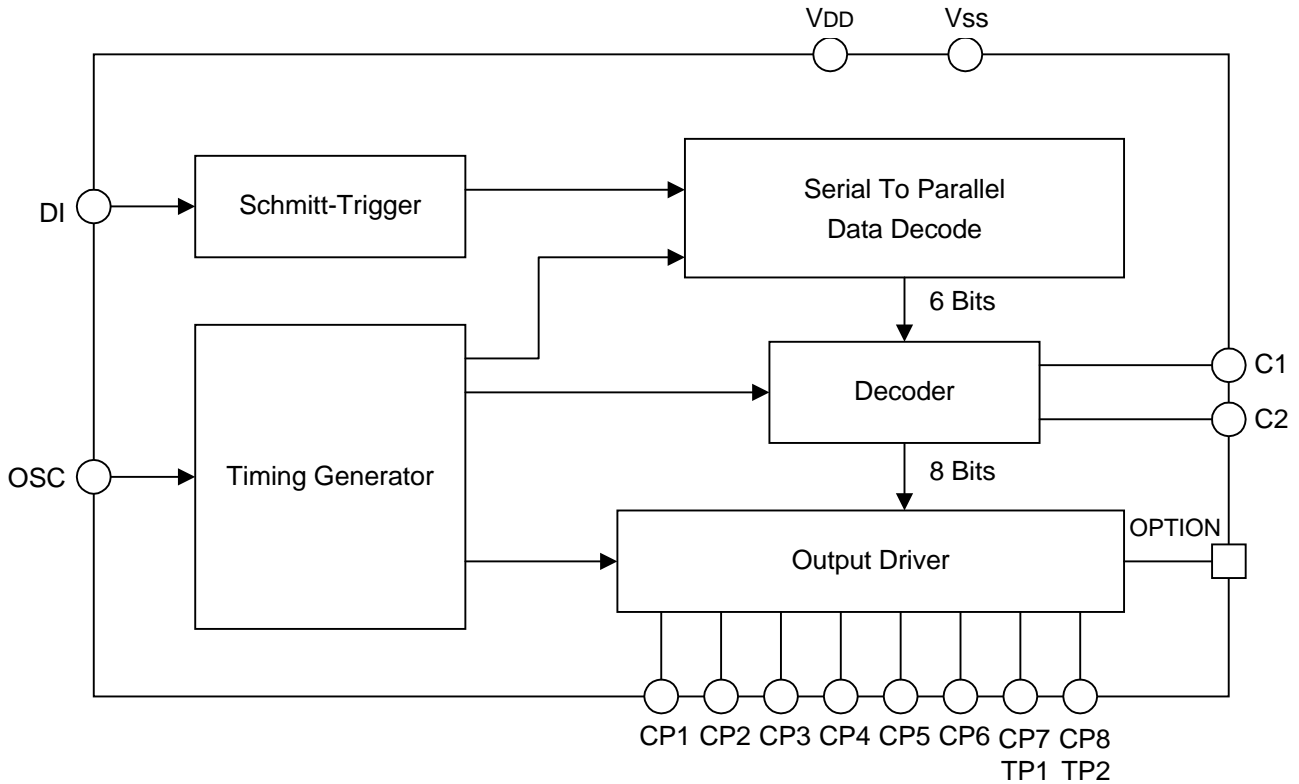 VDD Vss
DI
Schmitt-Trigger
Serial To Parallel
Data Decode
6 Bits
C1
Decoder
C2
OSC
Timing Generator
8 Bits
OPTION
Output Driver
CP1 CP2 CP3 CP4 CP5 CP6 CP7 CP8
TP1 TP2